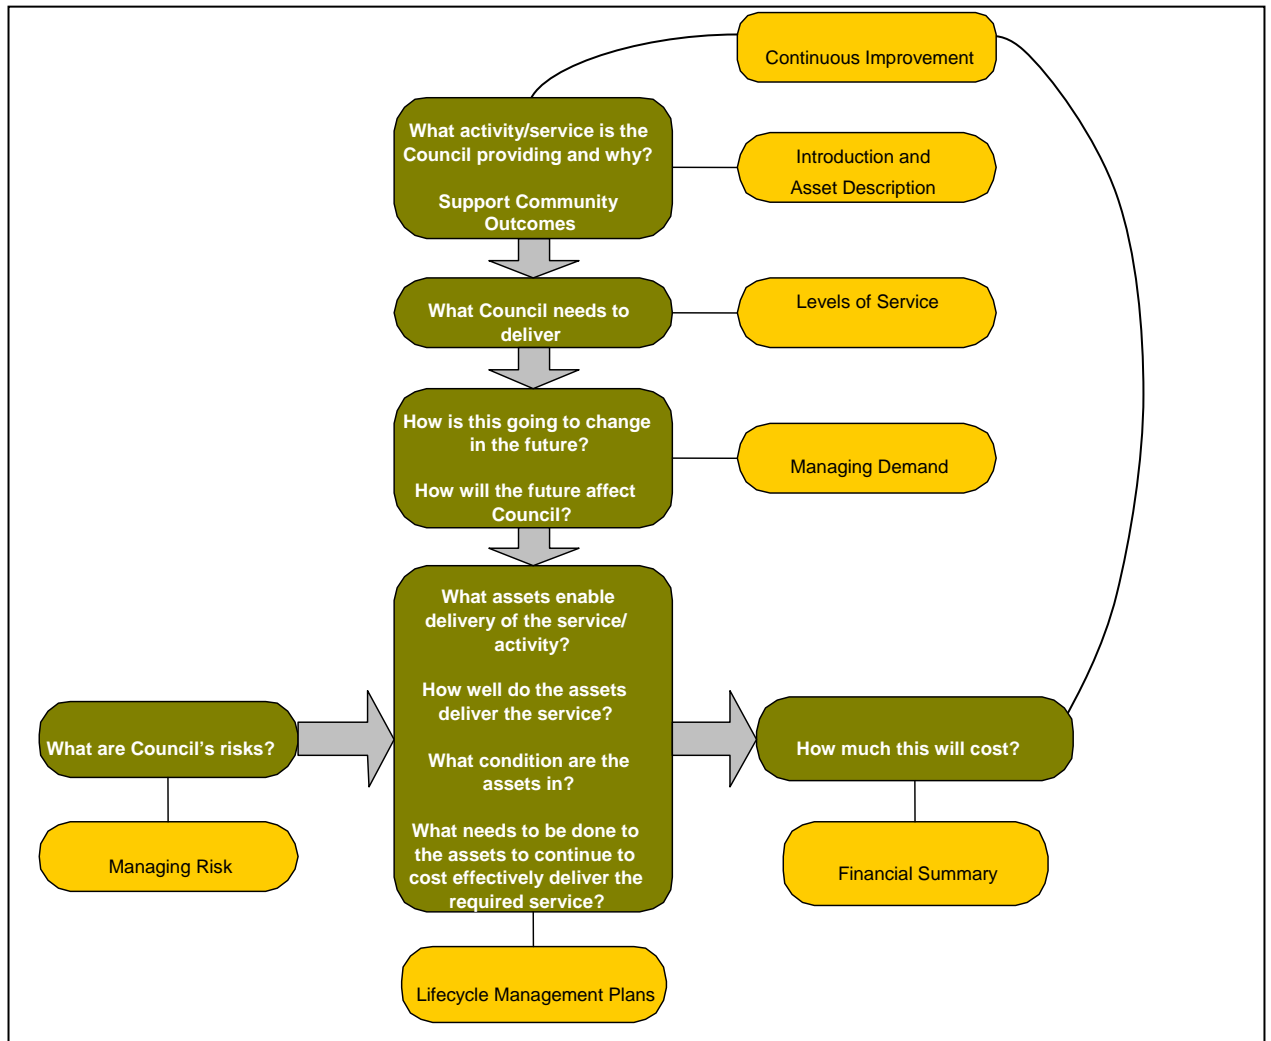 Continuous Improvement
What activity/service is the
Council providing and why?
Support Community
Outcomes
Introduction and
Asset Description
What Council needs to
deliver
Levels of Service
How is this going to change
in the future?
How will the future affect
Council?
Managing Demand
What assets enable
delivery of the service/
activity?
How well do the assets
deliver the service?
What condition are the
assets in?
What needs to be done to
the assets to continue to
cost effectively deliver the
required service?
What are Council’s risks?
How much this will cost?
Managing Risk
Financial Summary
Lifecycle Management Plans